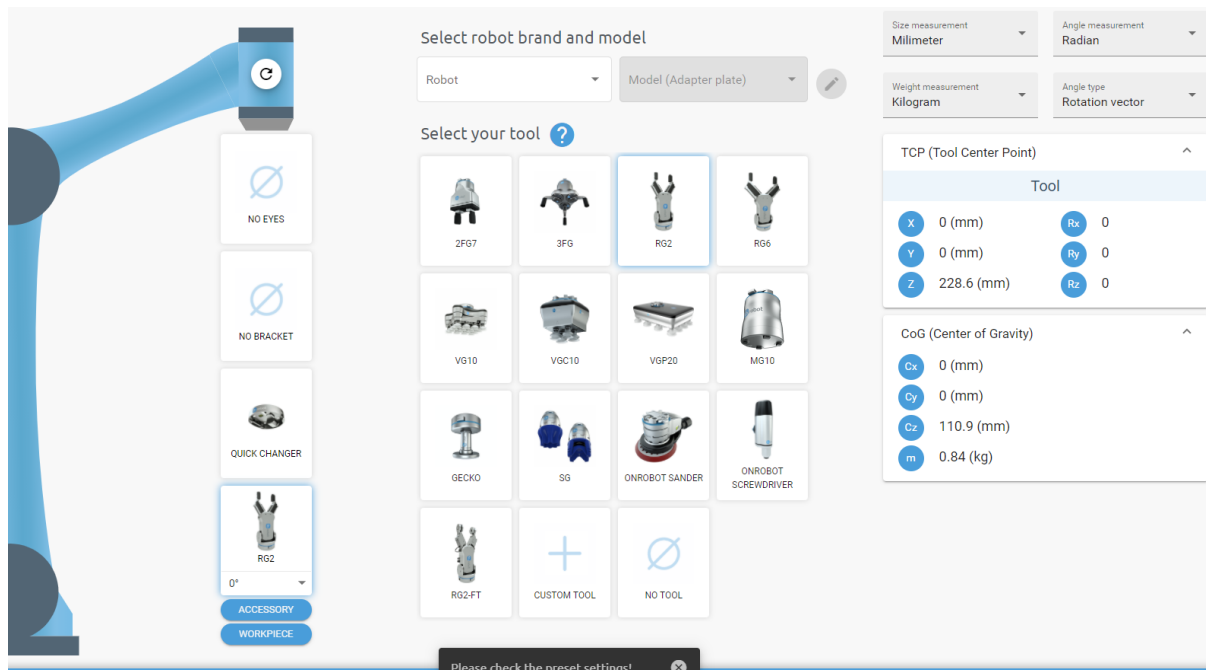 Select robot brand and model
Robot
Model (Adapter plate)
Select your tool ?
NO EYES
NO BRACKET
QUICK CHANGER
RG2
0°
ACCESSORY
WORKPIECE
2FG7
3FG
RG2
RG6
VG10
VGC10
VGP20
MG10
GECKO
SG
ONROBOT SANDER
ONROBOT
SCREWDRIVER
RG2-FT
CUSTOM TOOL
NO TOOL
Please check the preset settings!
Size measurement
Milimeter
Angle measurement
Radian
Weight measurement
Kilogram
Angle type
Rotation vector
TCP (Tool Center Point)
Tool
X 0 (mm) Rx 0
Y 0 (mm) Ry 0
Z 228.6 (mm) Rz 0
CoG (Center of Gravity)
Cx 0 (mm)
Cy 0 (mm)
Cz 110.9 (mm)
m 0.84 (kg)